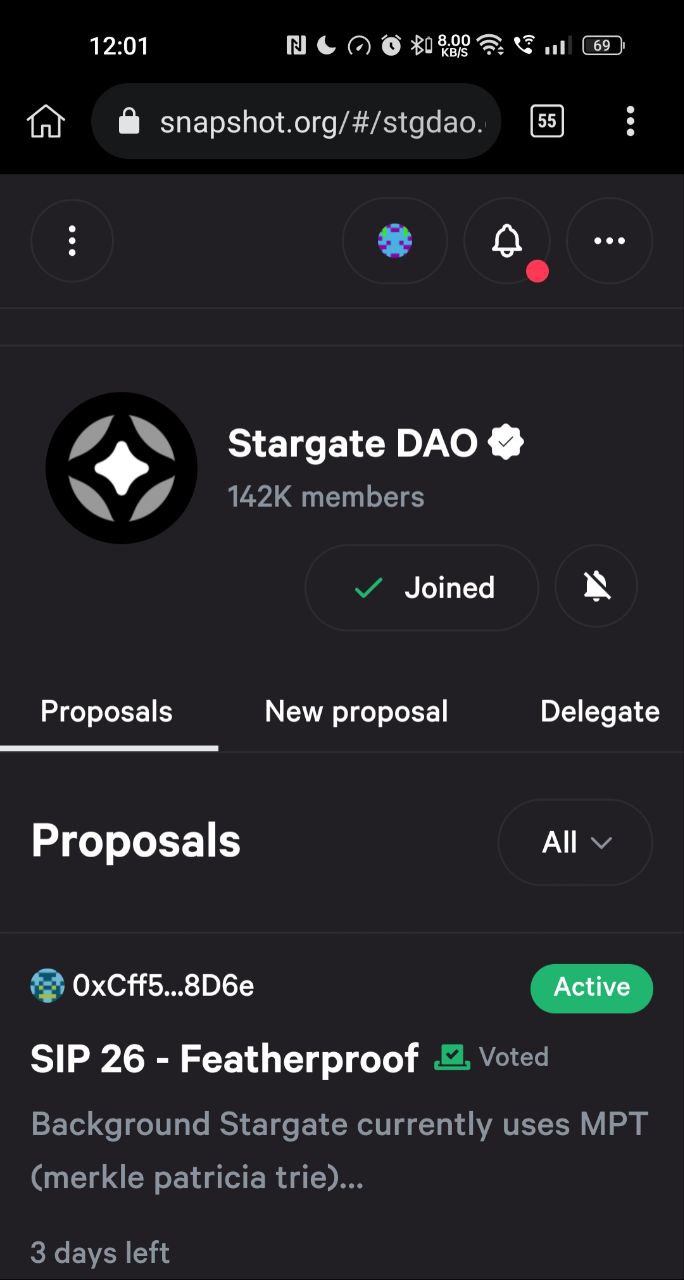 12:01
8.00
KB/S
69
snapshot.org/#/stgdao.
55
Stargate DAO
142K members
Joined
Proposals New proposal Delegate
Proposals
All
0xCff5...8D6e
Active
SIP 26 - Featherproof Voted
Background Stargate currently uses MPT
(merkle patricia trie)...
3 days left